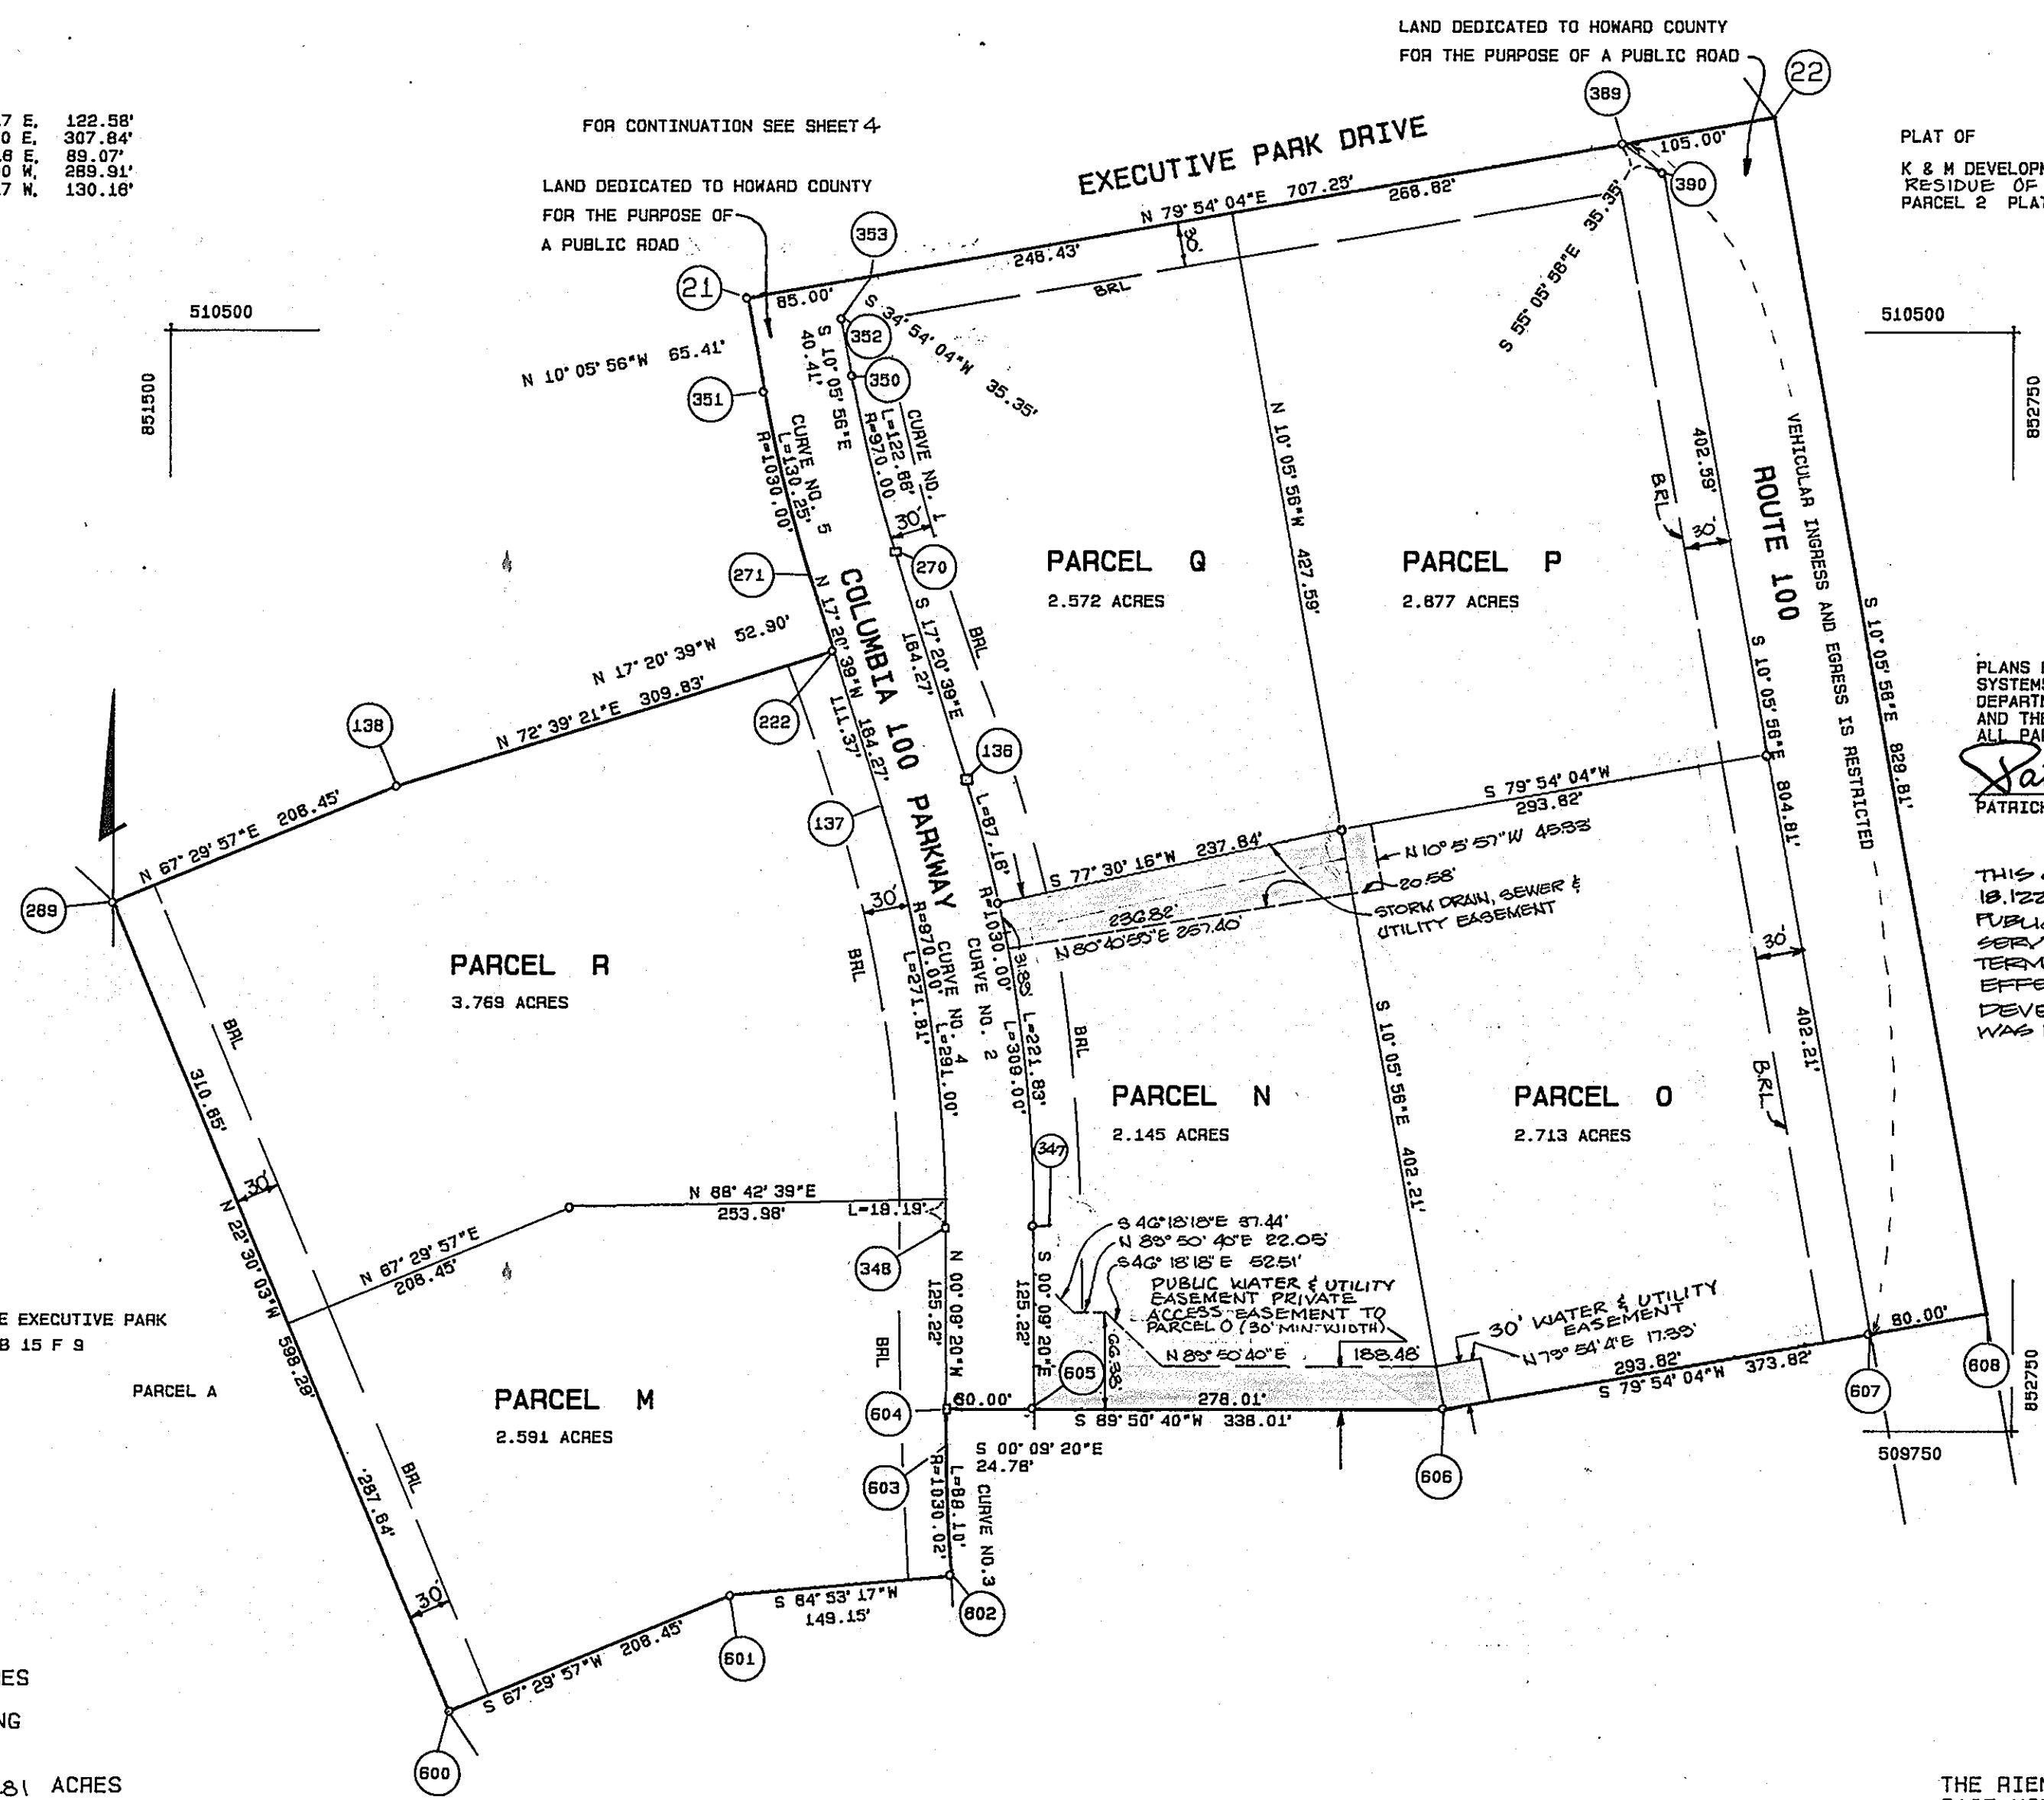 LAND DEDICATED TO HOWARD COUNTY
FOR THE PURPOSE OF A PUBLIC ROAD
22
389
7 E. 122.58'
0 E. 307.84'
E. 89.07'
0 W. 289.91'
7 W. 130.16'
FOR CONTINUATION SEE SHEET 4
EXECUTIVE PARK DRIVE
105.00'
390
PLAT OF
K & M DEVELOPM
RESIDUE OF
PARCEL 2 PLAT
LAND DEDICATED TO HOWARD COUNTY
FOR THE PURPOSE OF
A PUBLIC ROAD
353
N 79° 54' 04"E 707.25'
268.82'
248.43'
30'
BRL
S 55° 05' 56"E 35.35'
21
85.00'
352
S 34° 54' 04"W 35.35'
510500
851500
510500
852750
N 10° 05' 56"W 65.41'
S 10° 05' 56"E
40.41'
350
351
CURVE NO. 5
L=130.25'
R=1030.00'
CURVE NO. 1
L=122.66'
R=970.00
30'
N 10° 05' 56"W 427.59'
402.59'
BRL
30'
ROUTE 100
VEHICULAR INGRESS AND EGRESS IS RESTRICTED
S 10° 05' 56"E 829.81'
271
270
PARCEL Q
2.572 ACRES
PARCEL P
2.877 ACRES
COLUMBIA 100 PARKWAY
N 17° 20' 39"W 52.90'
N 17° 20' 39"W 184.27'
111.37'
S 17° 20' 39"E
184.27'
BRL
N 72° 39' 21"E 309.83'
138
222
136
S 10° 05' 56"E 804.81'
PLANS
SYSTEMS
DEPARTM
AND THE
ALL PA
PATRICK
S 79° 54' 04"W
293.82'
N 67° 29' 57"E 208.45'
137
L=87.16'
R=1030.00'
S 77° 30' 16"W 237.84'
N 10° 5' 57"W 45.33'
20.58'
STORM DRAIN, SEWER &
UTILITY EASEMENT
236.82'
N 80° 40' 55"E 257.40'
31.83'
289
30'
BRL
R=970.00'
L=271.81'
CURVE NO. 4
L=291.00'
CURVE NO. 2
L=309.00'
L=221.83'
BRL
30'
THIS
18.122
PUBLIC
SERV
TERM
EFFE
DEVE
WAS
PARCEL R
3.769 ACRES
BRL
310.65'
S 10° 05' 56"E 402.21'
402.21'
BRL
PARCEL N
2.145 ACRES
PARCEL O
2.713 ACRES
347
30'
N 88° 42' 39"E
253.98'
L=19.19'
N 67° 29' 57"E
208.45'
N 22° 30' 03"W 598.29'
348
N 00° 09' 20"W
125.22'
S 00° 09' 20"E
125.22'
S 46° 18' 18"E 37.44'
N 89° 50' 40"E 22.05'
S 46° 18' 18"E 52.51'
PUBLIC WATER & UTILITY
EASEMENT PRIVATE
ACCESS EASEMENT TO
PARCEL O (30' MIN. WIDTH)
N 89° 50' 40"E 188.48'
66.38'
30' WATER & UTILITY
EASEMENT
N 79° 54' 4"E 17.33'
80.00'
293.82'
S 79° 54' 04"W 373.82'
608
607
852750
509750
E EXECUTIVE PARK
B 15 F 9
PARCEL A
BRL
605
604
60.00'
278.01'
S 89° 50' 40"W 338.01'
PARCEL M
2.591 ACRES
S 00° 09' 20"E
24.78'
606
603
L=88.10'
R=1030.02'
CURVE NO.3
BRL
287.64'
30'
S 84° 53' 17"W
149.15'
602
S 67° 29' 57"W 208.45'
601
600
ES
NG
81 ACRES
THE RIEM